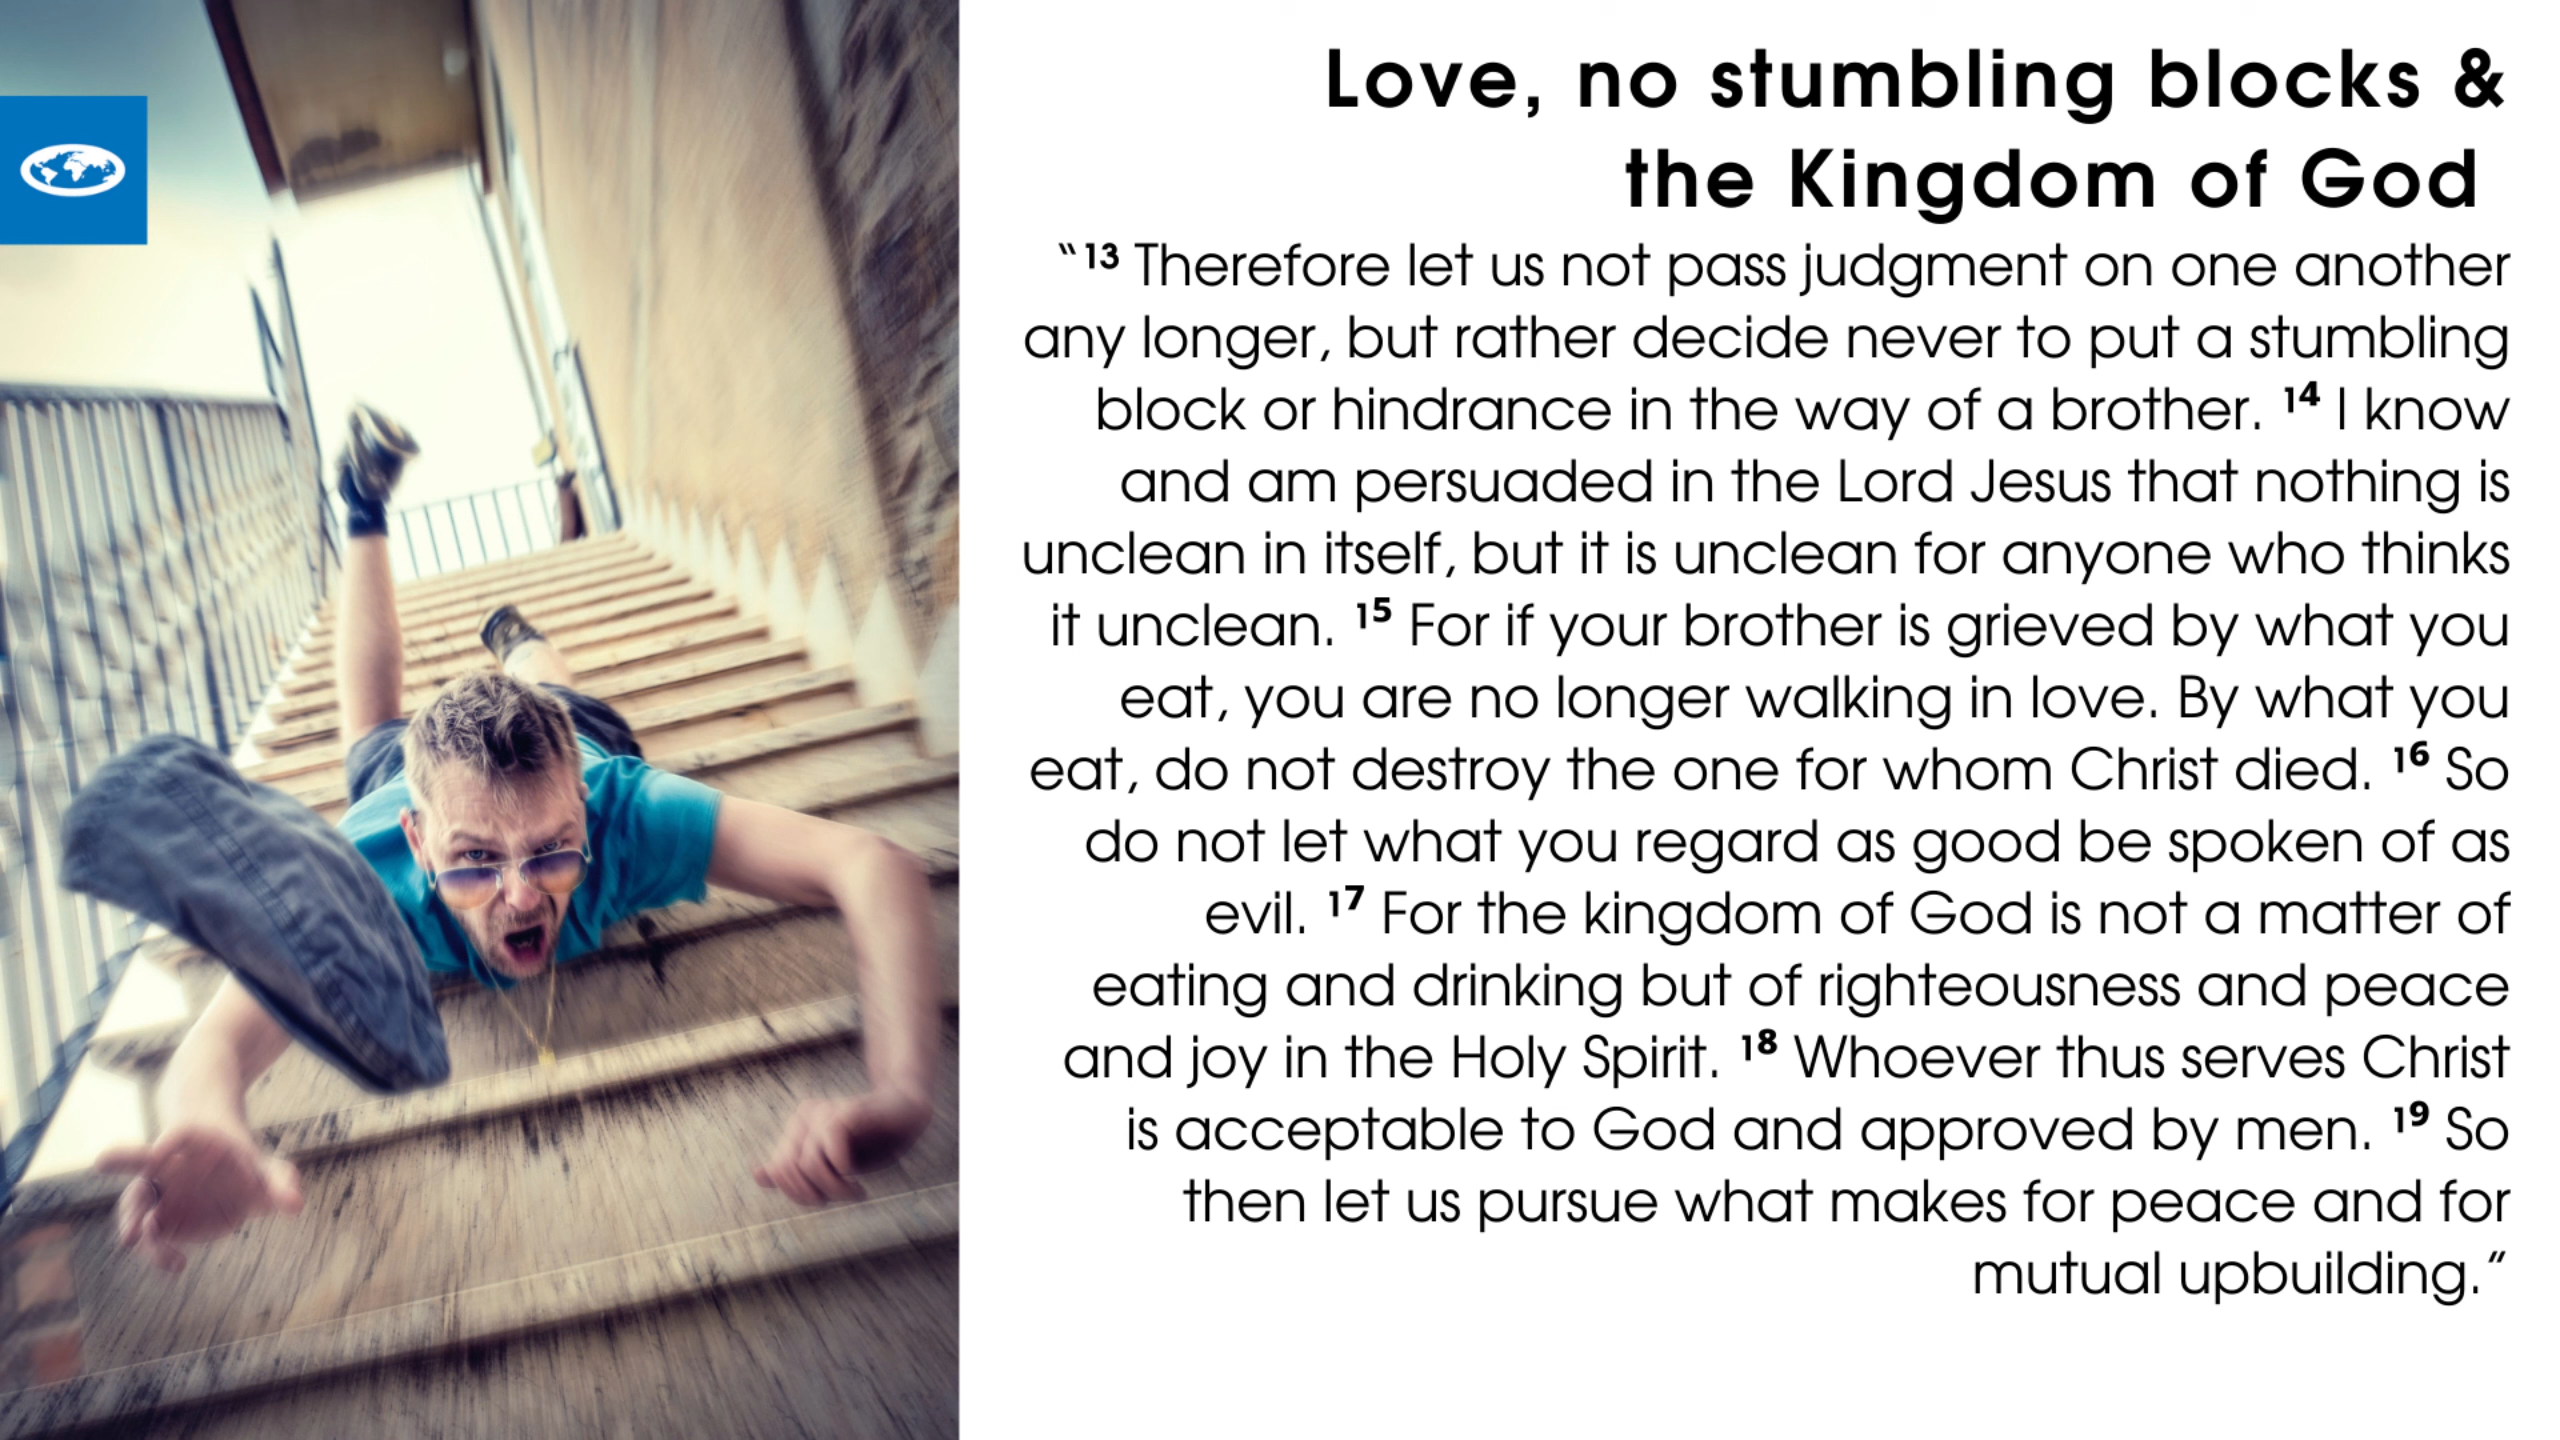 Love, no stumbling blocks &
the Kingdom of God
“13 Therefore let us not pass judgment on one another
any longer, but rather decide never to put a stumbling
block or hindrance in the way of a brother. 14 I know
and am persuaded in the Lord Jesus that nothing is
unclean in itself, but it is unclean for anyone who thinks
it unclean. 15 For if your brother is grieved by what you
eat, you are no longer walking in love. By what you
eat, do not destroy the one for whom Christ died. 16 So
do not let what you regard as good be spoken of as
evil. 17 For the kingdom of God is not a matter of
eating and drinking but of righteousness and peace
and joy in the Holy Spirit. 18 Whoever thus serves Christ
is acceptable to God and approved by men. 19 So
then let us pursue what makes for peace and for
mutual upbuilding.”